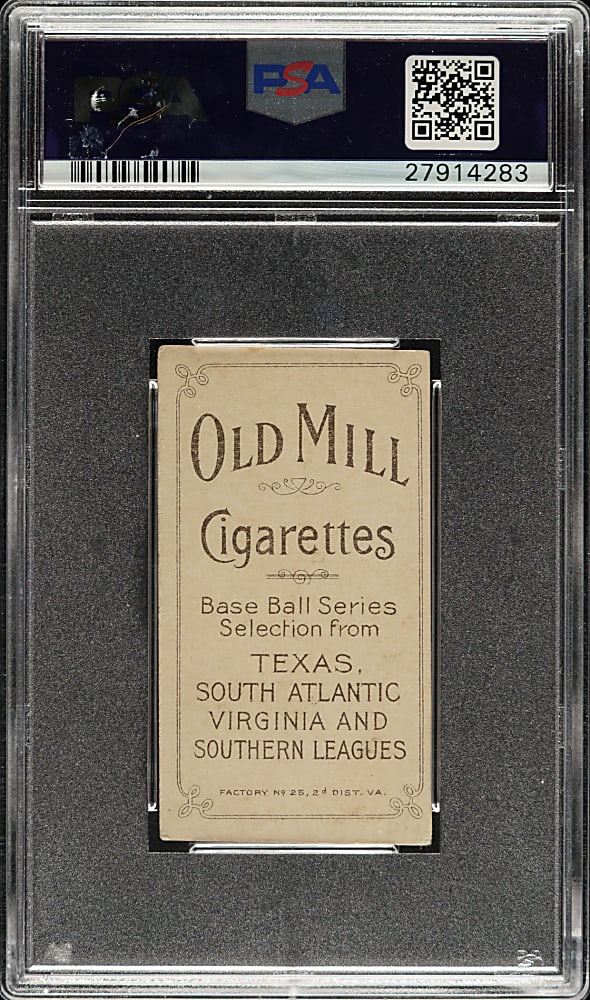 PSA
27914283
OLD MILL
Cigarettes
Base Ball Series
Selection from
TEXAS,
SOUTH ATLANTIC
VIRGINIA AND
SOUTHERN LEAGUES
FACTORY Nº 25, 2d DIST. VA.